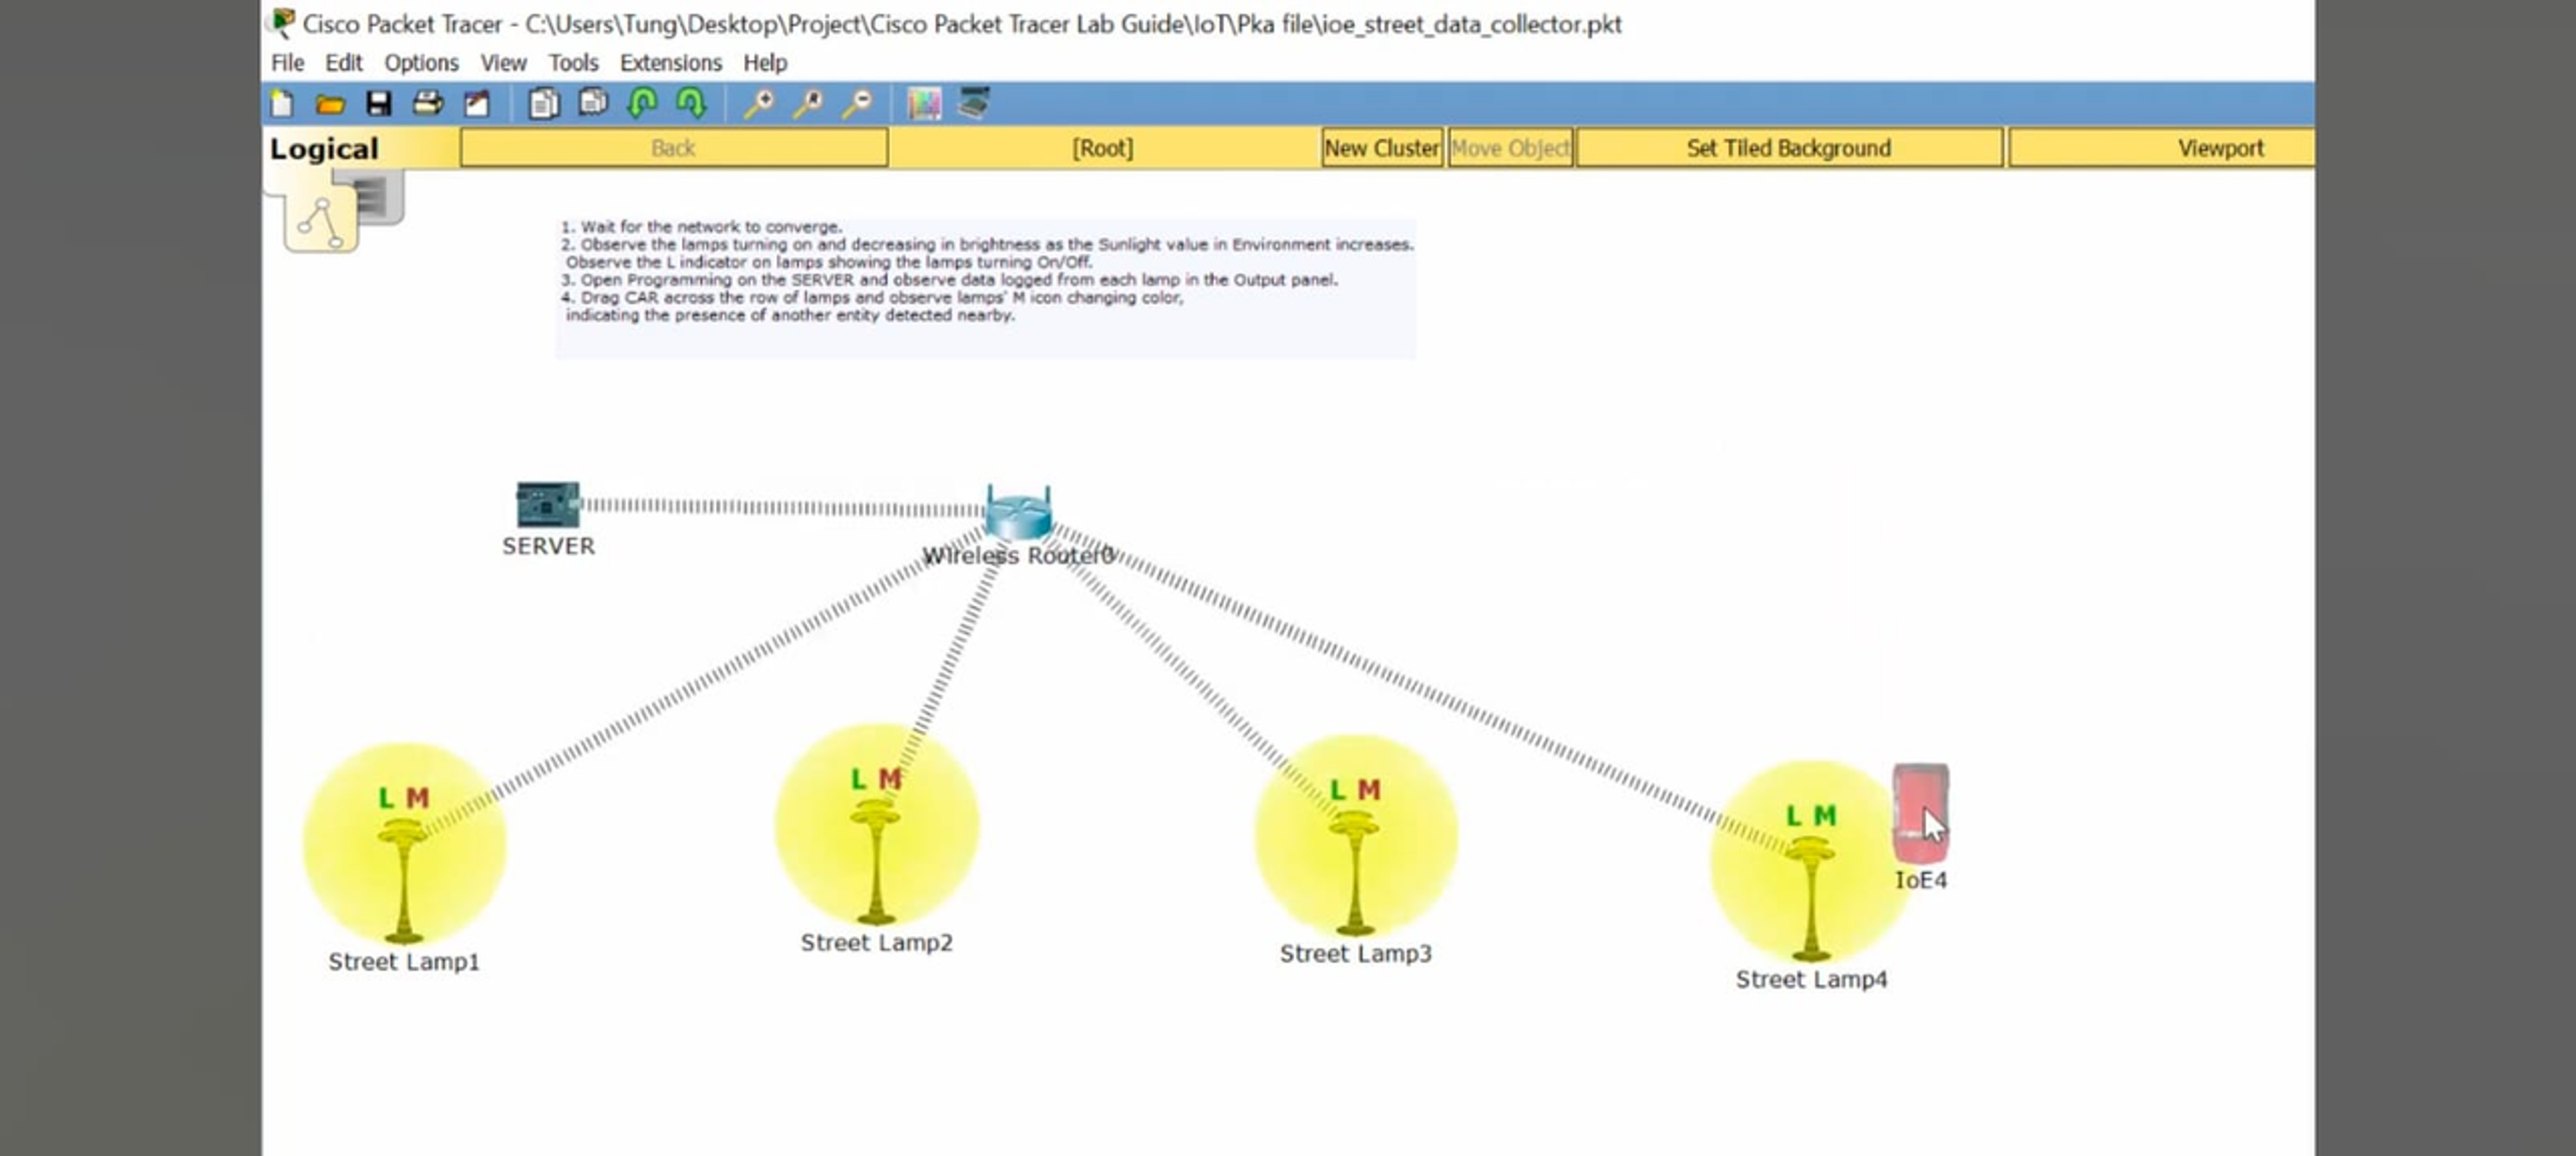 Cisco Packet Tracer - C:\Users\Tung\Desktop\Project\Cisco Packet Tracer Lab Guide\IoT\Pka file\ioe_street_data_collector.pkt
File Edit Options View Tools Extensions Help
Logical Back [Root] New Cluster Move Object Set Tiled Background Viewport
1. Wait for the network to converge.
2. Observe the lamps turning on and decreasing in brightness as the Sunlight value in Environment increases.
Observe the L indicator on lamps showing the lamps turning On/Off.
3. Open Programming on the SERVER and observe data logged from each lamp in the Output panel.
4. Drag CAR across the row of lamps and observe lamps' M icon changing color,
indicating the presence of another entity detected nearby.
SERVER
Wireless Router0
L M
L M
L M
L M
IoE4
Street Lamp1
Street Lamp2
Street Lamp3
Street Lamp4